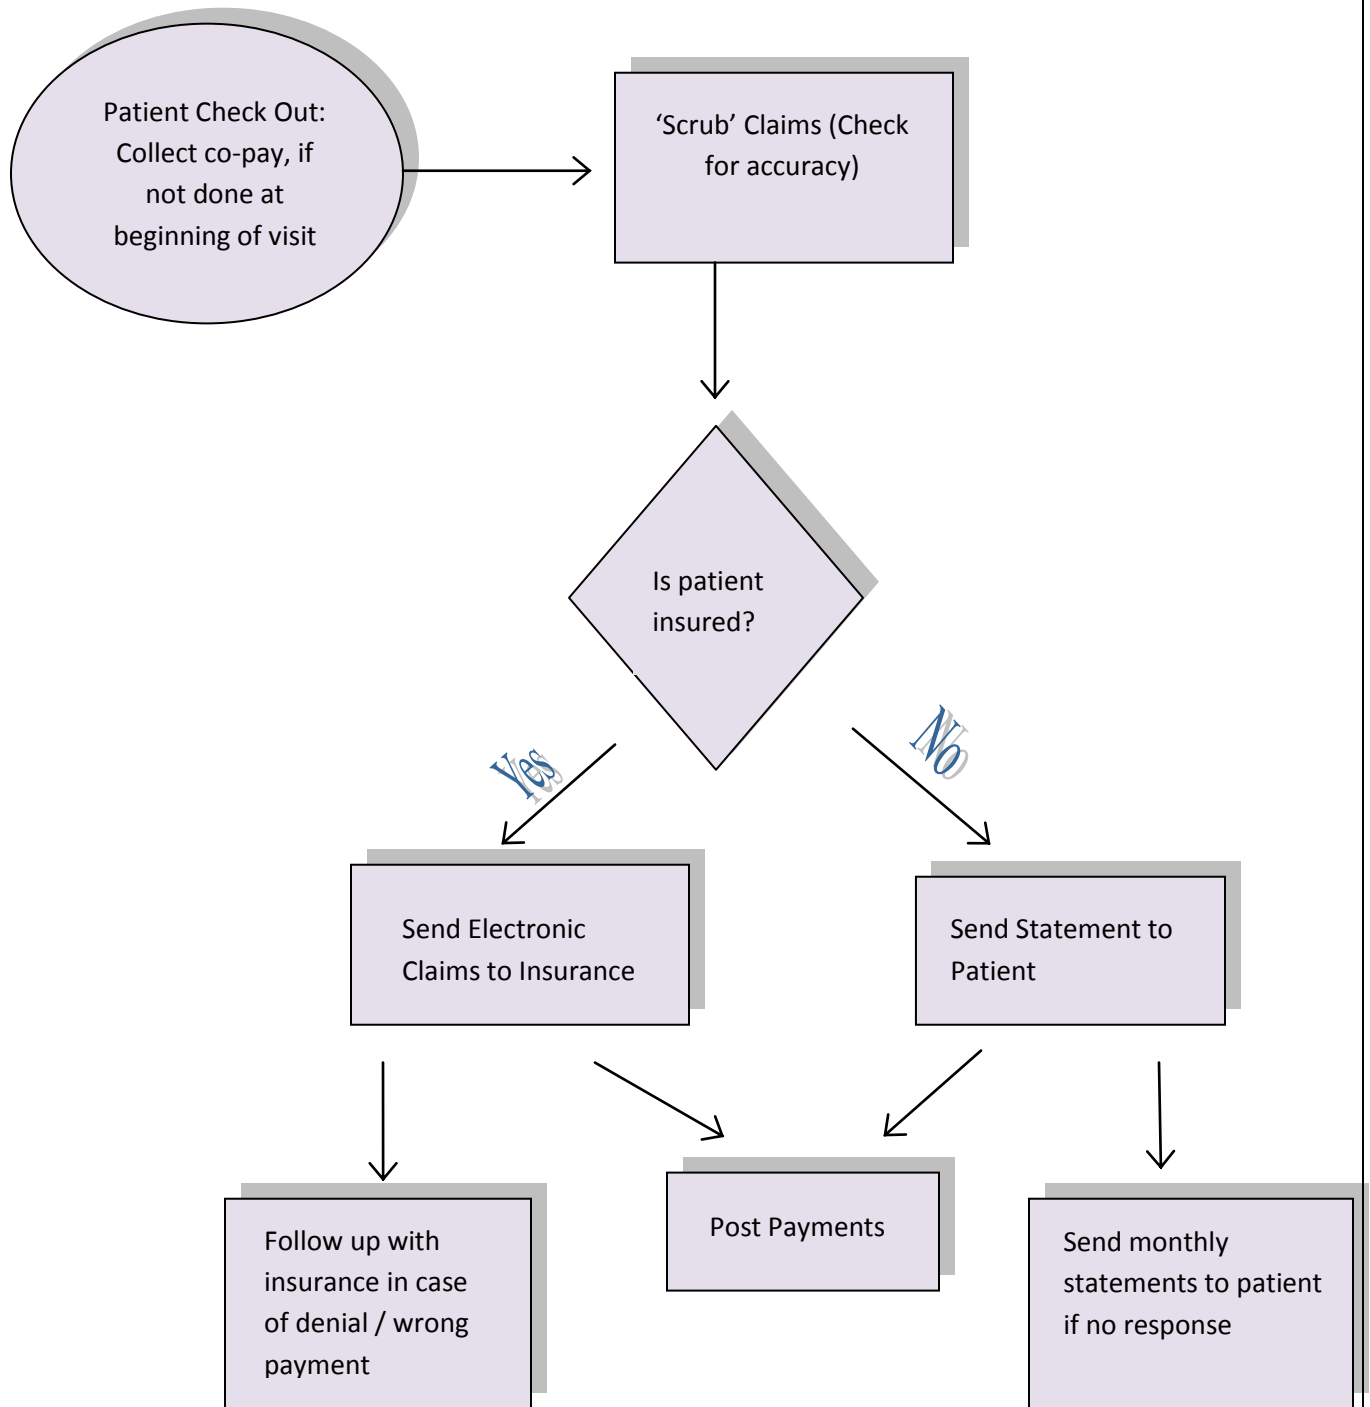 Patient Check Out:
Collect co-pay, if
not done at
beginning of visit
‘Scrub’ Claims (Check
for accuracy)
Is patient
insured?
Yes
No
Send Electronic
Claims to Insurance
Send Statement to
Patient
Follow up with
insurance in case
of denial / wrong
payment
Post Payments
Send monthly
statements to patient
if no response